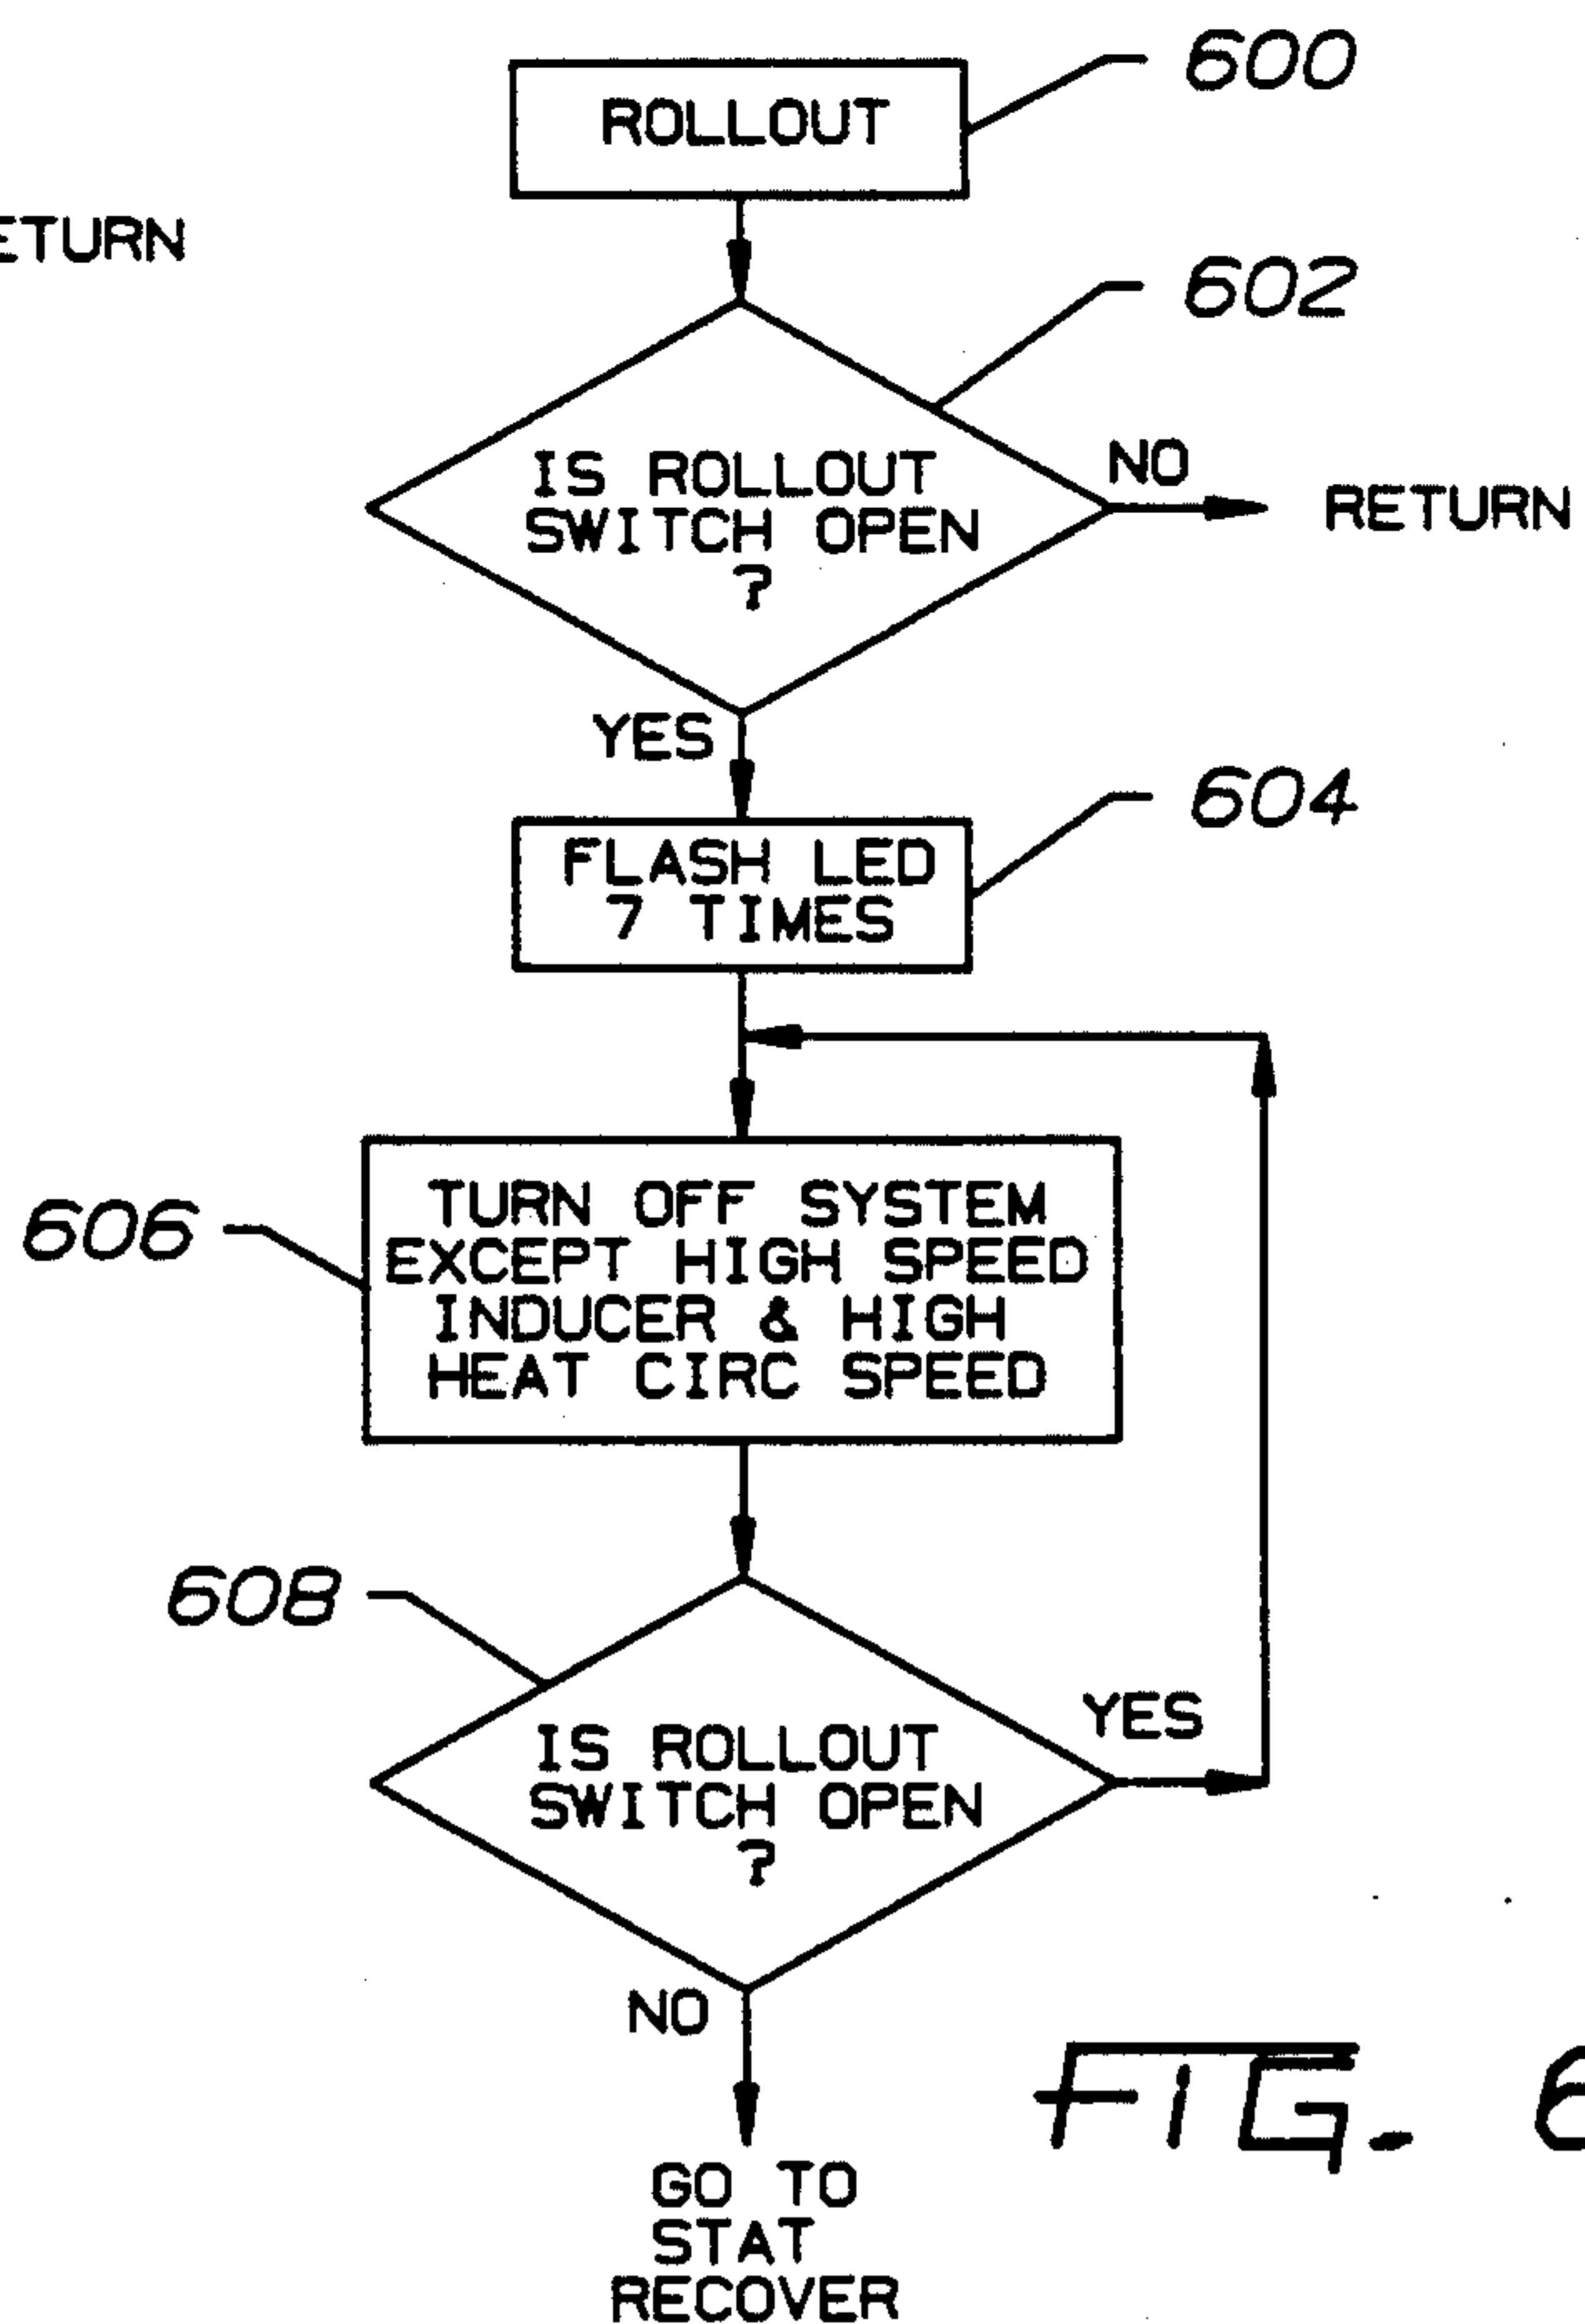 600
ROLLOUT
ETURN
602
IS ROLLOUT
SWITCH OPEN
?
NO
RETURN
YES
604
FLASH LED
7 TIMES
606
TURN OFF SYSTEM
EXCEPT HIGH SPEED
INDUCER & HIGH
HEAT CIRC SPEED
608
IS ROLLOUT
SWITCH OPEN
?
YES
NO
FIG. 6
GO TO
STAT
RECOVER